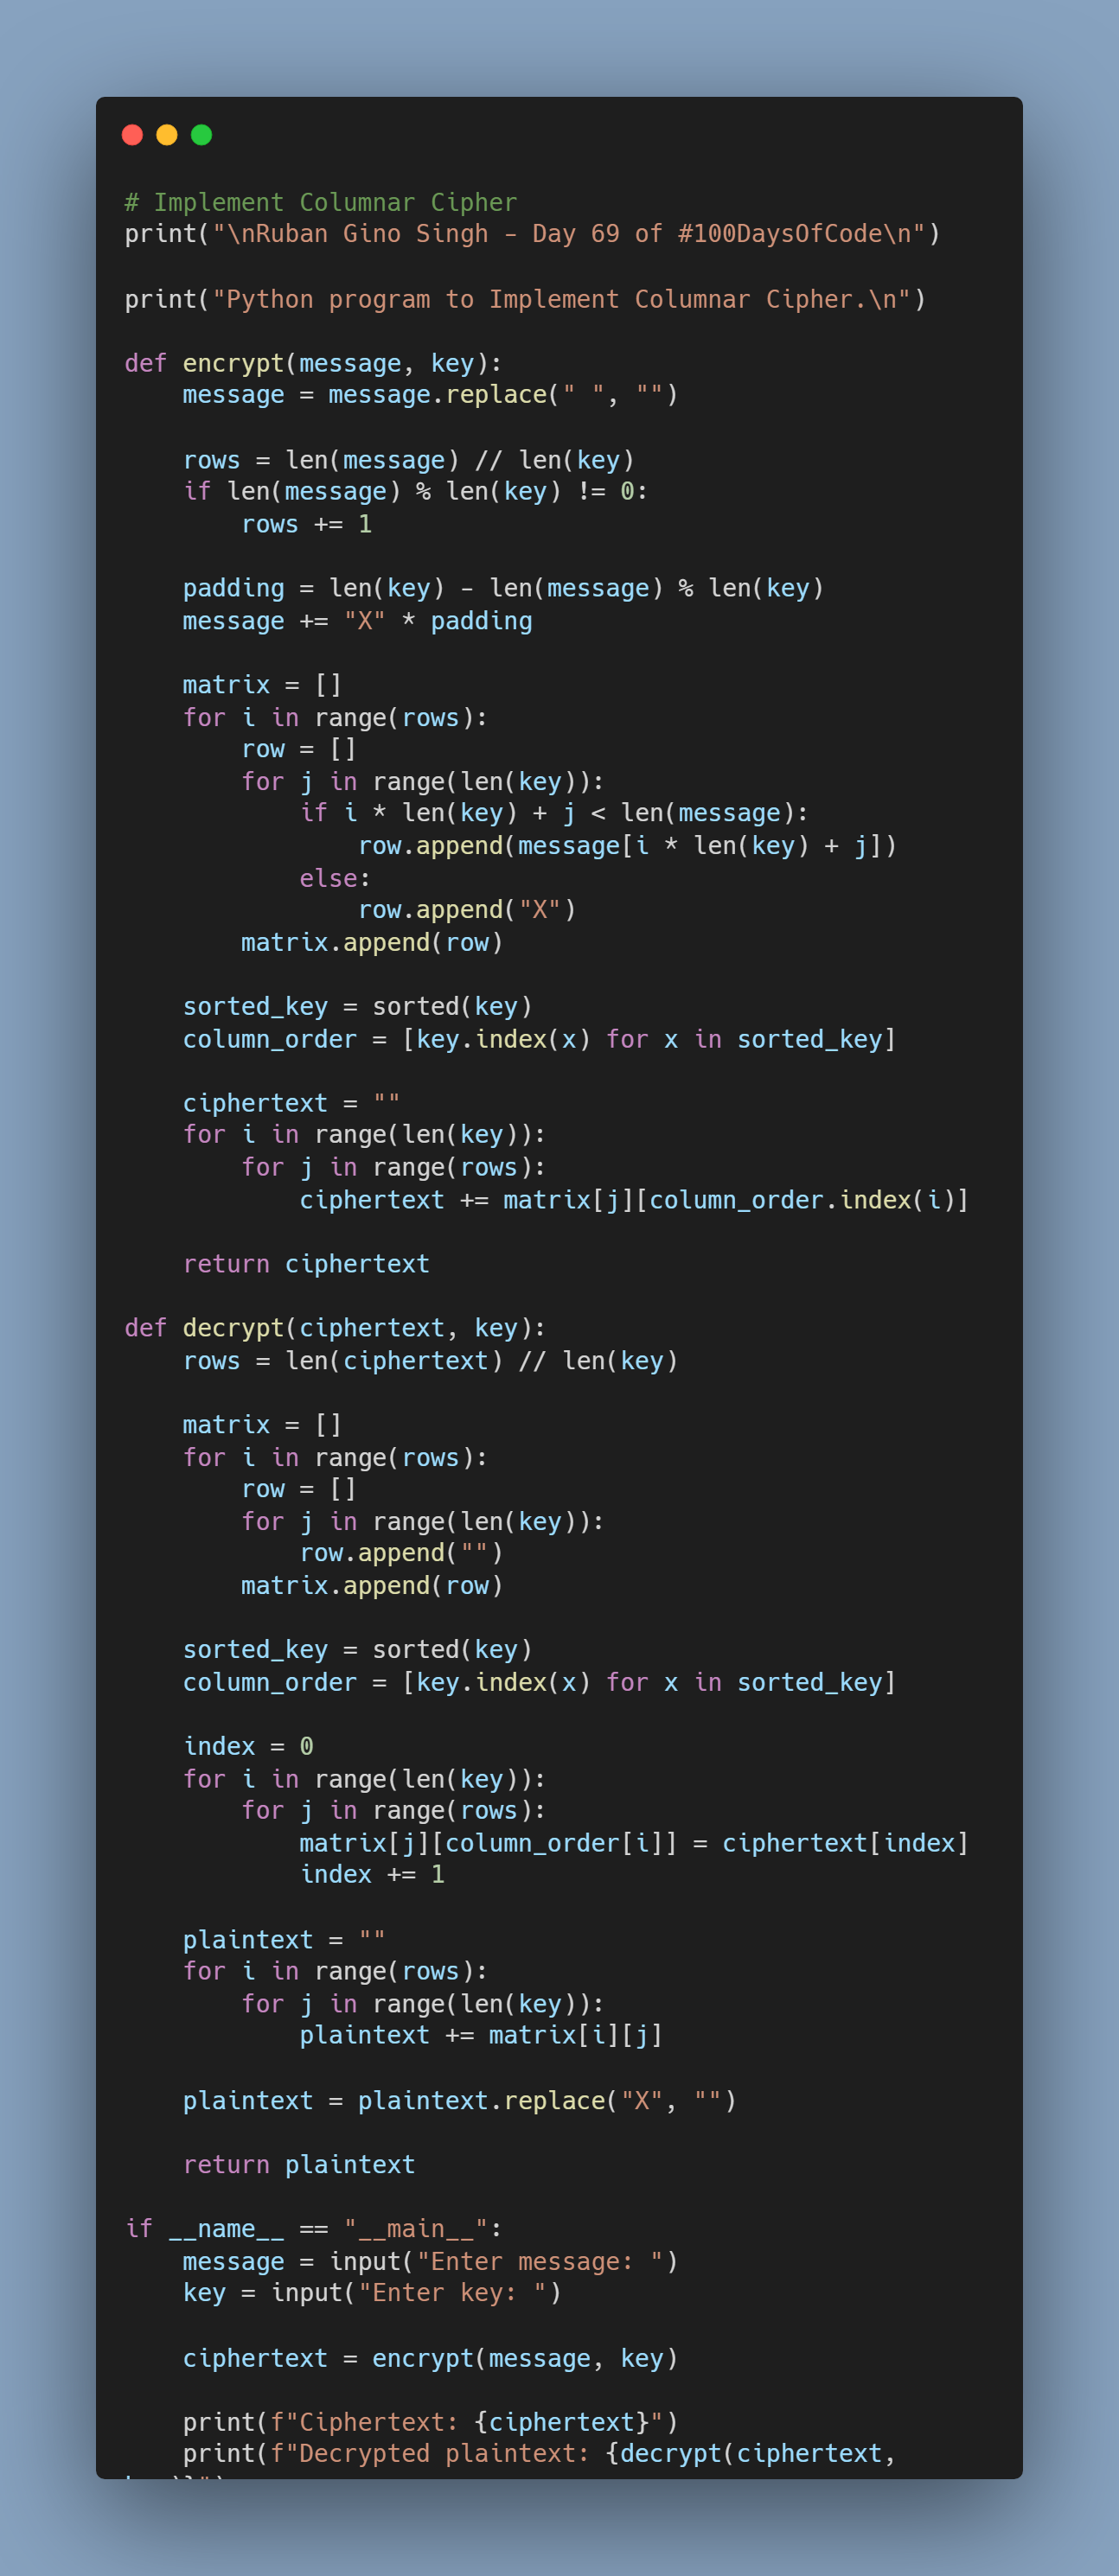 # Implement Columnar Cipher
print("\nRuban Gino Singh - Day 69 of #100DaysOfCode\n")
print("Python program to Implement Columnar Cipher.\n")
def encrypt(message, key):
    message = message.replace(" ", "")
    rows = len(message) // len(key)
    if len(message) % len(key) != 0:
        rows += 1
    padding = len(key) - len(message) % len(key)
    message += "X" * padding
    matrix = []
    for i in range(rows):
        row = []
        for j in range(len(key)):
            if i * len(key) + j < len(message):
                row.append(message[i * len(key) + j])
            else:
                row.append("X")
        matrix.append(row)
    sorted_key = sorted(key)
    column_order = [key.index(x) for x in sorted_key]
    ciphertext = ""
    for i in range(len(key)):
        for j in range(rows):
            ciphertext += matrix[j][column_order.index(i)]
    return ciphertext
def decrypt(ciphertext, key):
    rows = len(ciphertext) // len(key)
    matrix = []
    for i in range(rows):
        row = []
        for j in range(len(key)):
            row.append("")
        matrix.append(row)
    sorted_key = sorted(key)
    column_order = [key.index(x) for x in sorted_key]
    index = 0
    for i in range(len(key)):
        for j in range(rows):
            matrix[j][column_order[i]] = ciphertext[index]
            index += 1
    plaintext = ""
    for i in range(rows):
        for j in range(len(key)):
            plaintext += matrix[i][j]
    plaintext = plaintext.replace("X", "")
    return plaintext
if __name__ == "__main__":
    message = input("Enter message: ")
    key = input("Enter key: ")
    ciphertext = encrypt(message, key)
    print(f"Ciphertext: {ciphertext}")
    print(f"Decrypted plaintext: {decrypt(ciphertext,